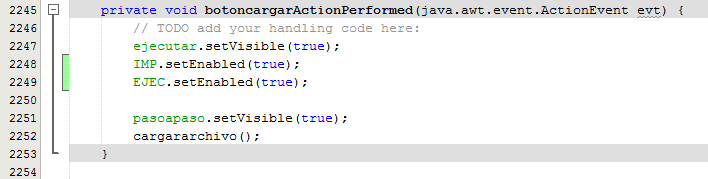 2245 private void botoncargarActionPerformed(java.awt.event.ActionEvent evt) {
2246 // TODO add your handling code here:
2247 ejecutar.setVisible(true);
2248 IMP.setEnabled(true);
2249 EJEC.setEnabled(true);
2250
2251 pasoapaso.setVisible(true);
2252 cargararchivo();
2253 }
2254